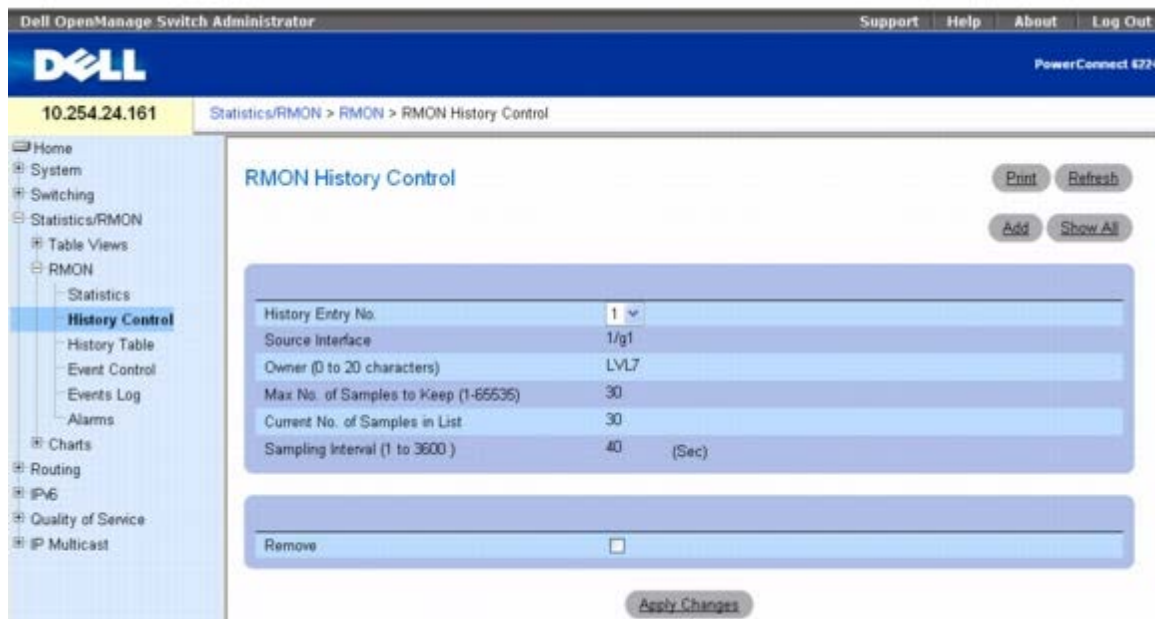 Dell OpenManage Switch Administrator
Support Help About Log Out
DELL
PowerConnect 6224
10.254.24.161
Statistics/RMON > RMON > RMON History Control
Home
System
Switching
Statistics/RMON
Table Views
RMON
Statistics
History Control
History Table
Event Control
Events Log
Alarms
Charts
Routing
IPv6
Quality of Service
IP Multicast
RMON History Control
Print Refresh
Add Show All
History Entry No. 1
Source Interface 1/g1
Owner (0 to 20 characters) LVL7
Max No. of Samples to Keep (1-65535) 30
Current No. of Samples in List 30
Sampling Interval (1 to 3600 ) 40 (Sec)
Remove
Apply Changes